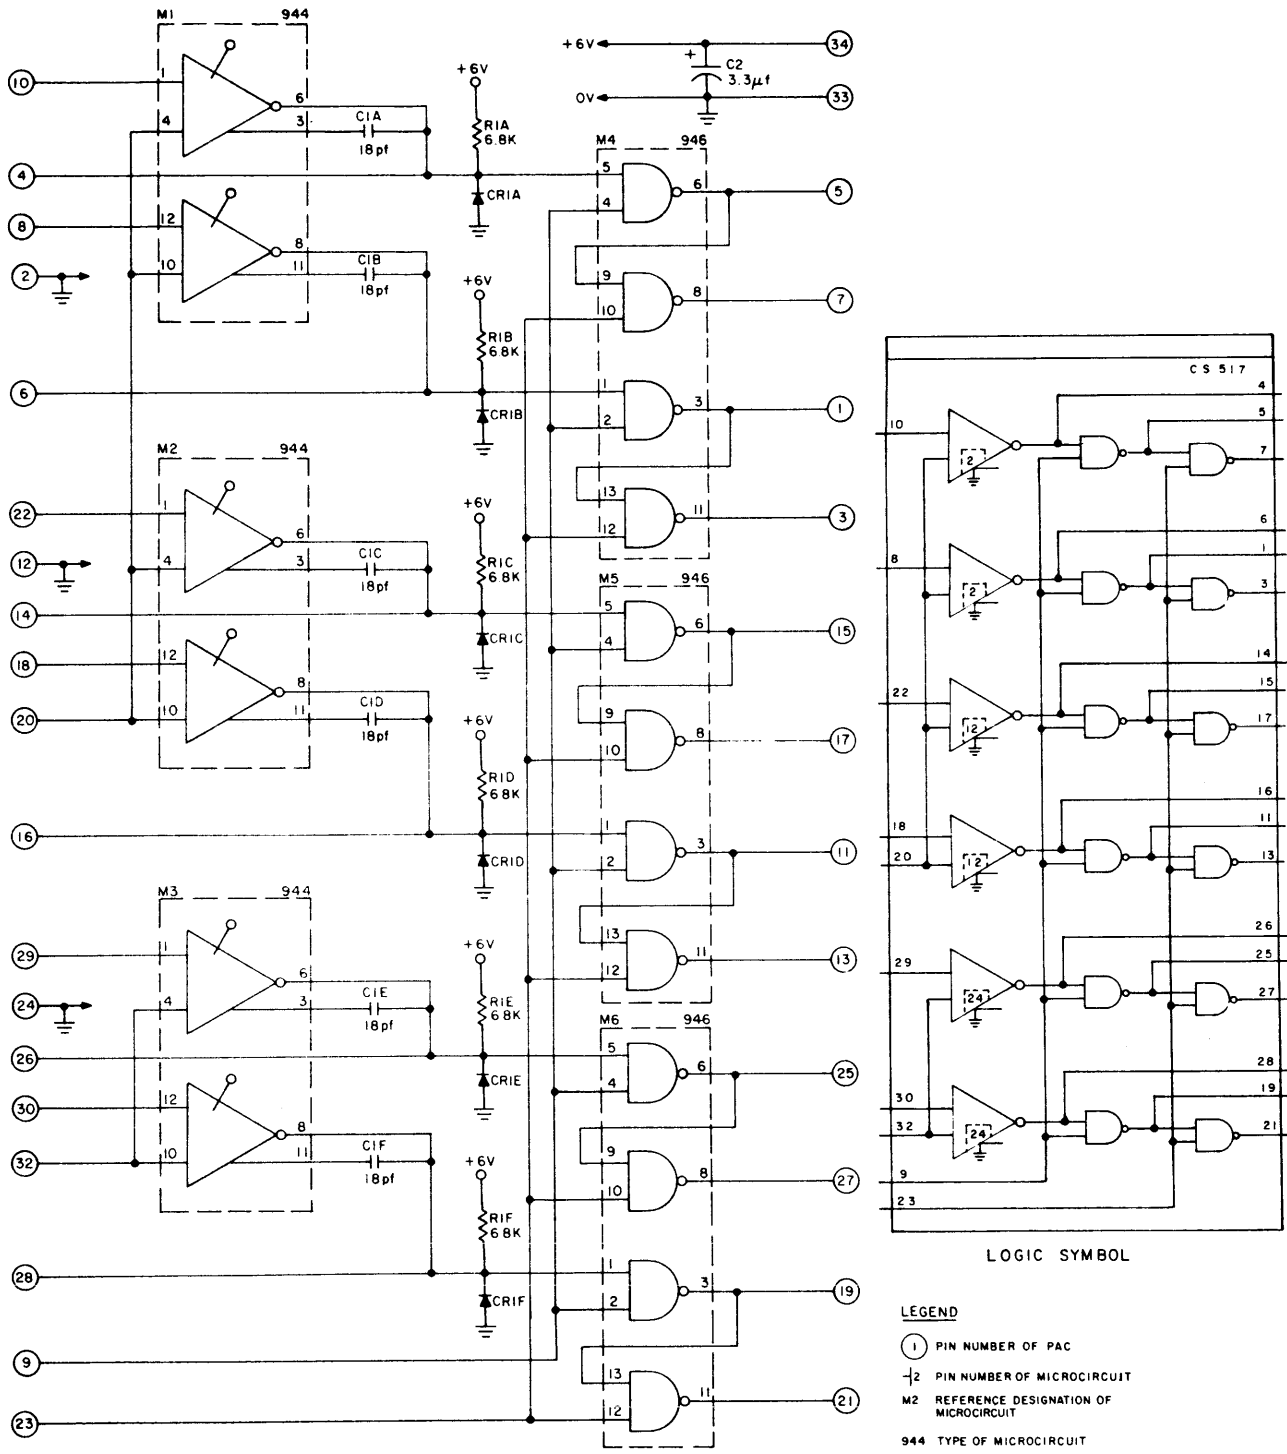 M1 944
+6V 34
C2
3.3µf
0V 33
10 1 6
4 3 C1A
18pf
+6V
R1A
6.8K
4
CR1A
M4 946
5 6 5
4
8 12 8
2 10 11 C1B
18pf
9 8 7
10
+6V
R1B
6.8K
6
CR1B
1 3 1
2
M2 944
22 1 6
12 4 3 C1C
18pf
+6V
R1C
6.8K
13 11 3
12
14
CR1C
M5 946
5 6 15
4
18 12 8
20 10 11 C1D
18pf
9 8 17
10
+6V
R1D
6.8K
16
CR1D
1 3 11
2
M3 944
29 1 6
24 4 3 C1E
18pf
+6V
R1E
6.8K
13 11 13
12
26
CR1E
M6 946
5 6 25
4
30 12 8
32 10 11 C1F
18pf
9 8 27
10
+6V
R1F
6.8K
28
CR1F
1 3 19
2
9
13 11 21
12
23
CS 517
4
10 5
2 7
6
8 1
2 3
14
22 15
12 17
16
18 11
20 12 13
26
29 25
24 27
28
30 19
32 24 21
9
23
LOGIC SYMBOL
LEGEND
1 PIN NUMBER OF PAC
2 PIN NUMBER OF MICROCIRCUIT
M2 REFERENCE DESIGNATION OF
MICROCIRCUIT
944 TYPE OF MICROCIRCUIT